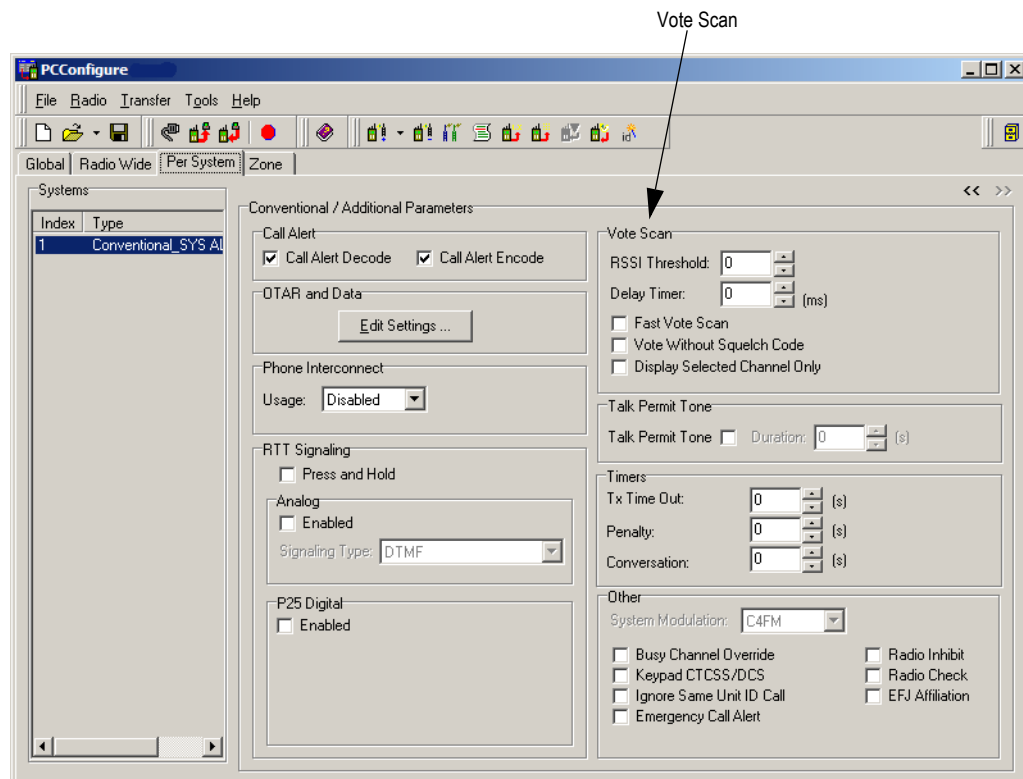 Vote Scan
PCConfigure
File Radio Transfer Tools Help
id
Global Radio Wide Per System Zone
Systems
<< >>
Index Type
1 Conventional_SYS AL
Conventional / Additional Parameters
Call Alert
Call Alert Decode Call Alert Encode
OTAR and Data
Edit Settings ...
Phone Interconnect
Usage: Disabled
RTT Signaling
Press and Hold
Analog
Enabled
Signaling Type: DTMF
P25 Digital
Enabled
Vote Scan
RSSI Threshold: 0
Delay Timer: 0 (ms)
Fast Vote Scan
Vote Without Squelch Code
Display Selected Channel Only
Talk Permit Tone
Talk Permit Tone Duration: 0 (s)
Timers
Tx Time Out: 0 (s)
Penalty: 0 (s)
Conversation: 0 (s)
Other
System Modulation: C4FM
Busy Channel Override Radio Inhibit
Keypad CTCSS/DCS Radio Check
Ignore Same Unit ID Call EFJ Affiliation
Emergency Call Alert